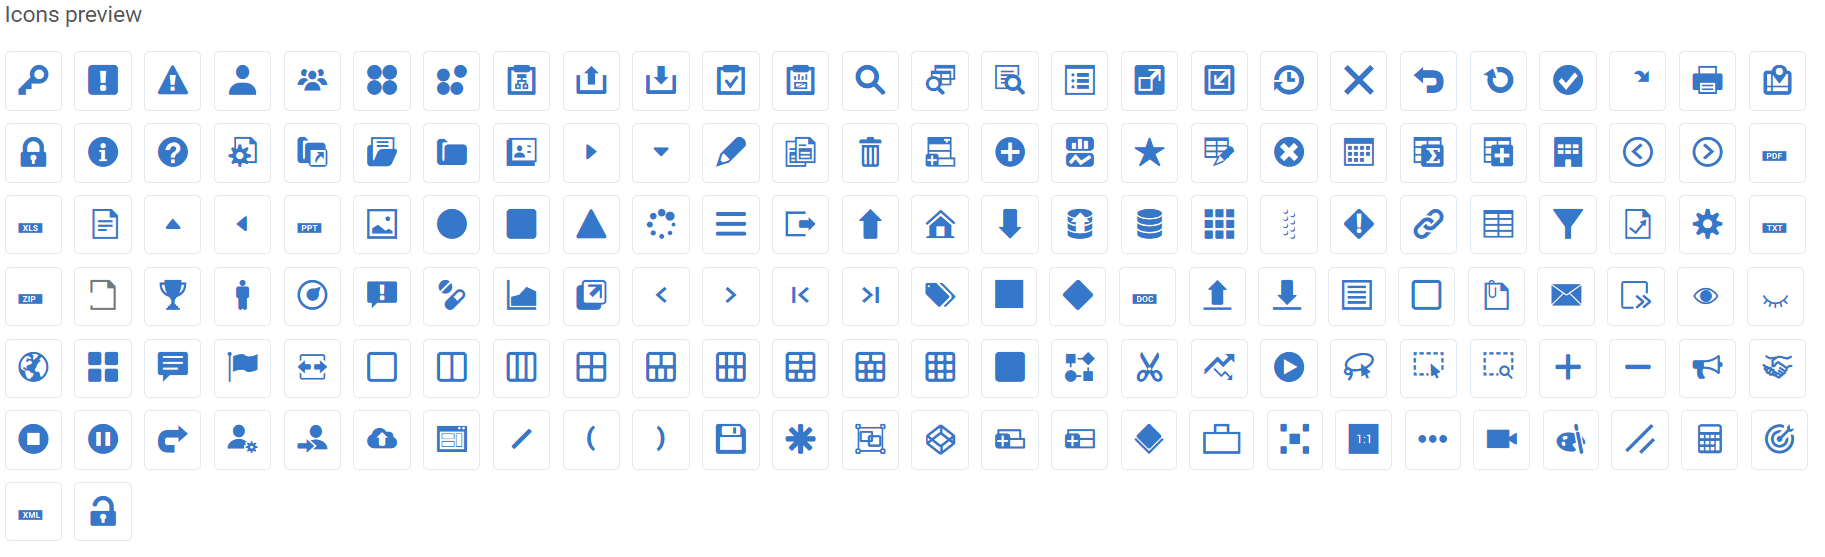 Icons preview
PDF
XLS
PPT
TXT
ZIP
DOC
1:1
XML